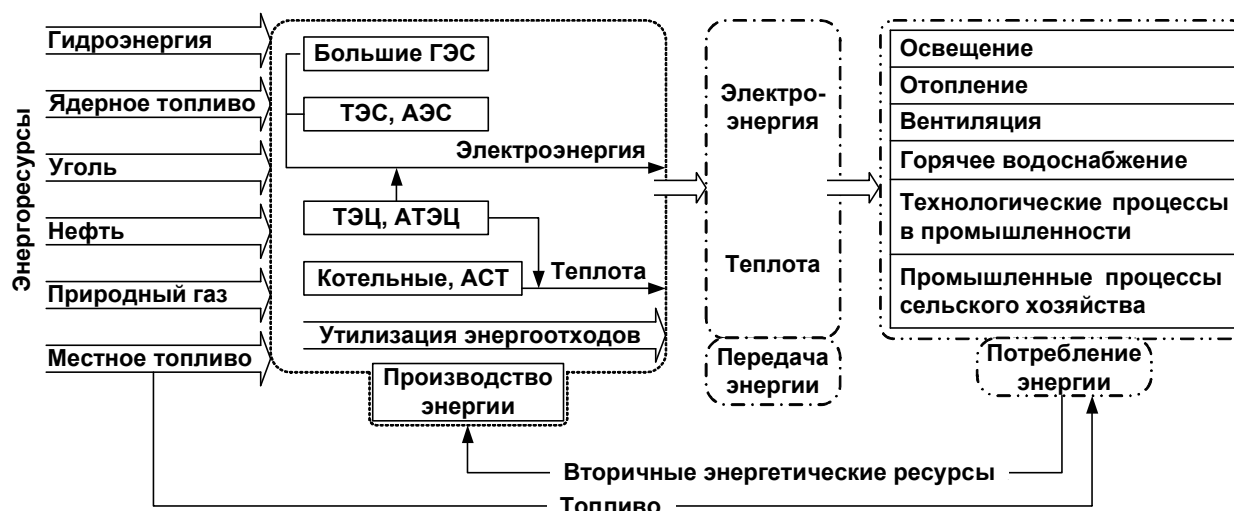 Энергоресурсы
Гидроэнергия
Ядерное топливо
Уголь
Нефть
Природный газ
Местное топливо
Большие ГЭС
ТЭС, АЭС
Электроэнергия
ТЭЦ, АТЭЦ
Котельные, АСТ
Теплота
Утилизация энергоотходов
Производство
энергии
Электро-
энергия
Теплота
Передача
энергии
Освещение
Отопление
Вентиляция
Горячее водоснабжение
Технологические процессы
в промышленности
Промышленные процессы
сельского хозяйства
Потребление
энергии
Вторичные энергетические ресурсы
Топливо